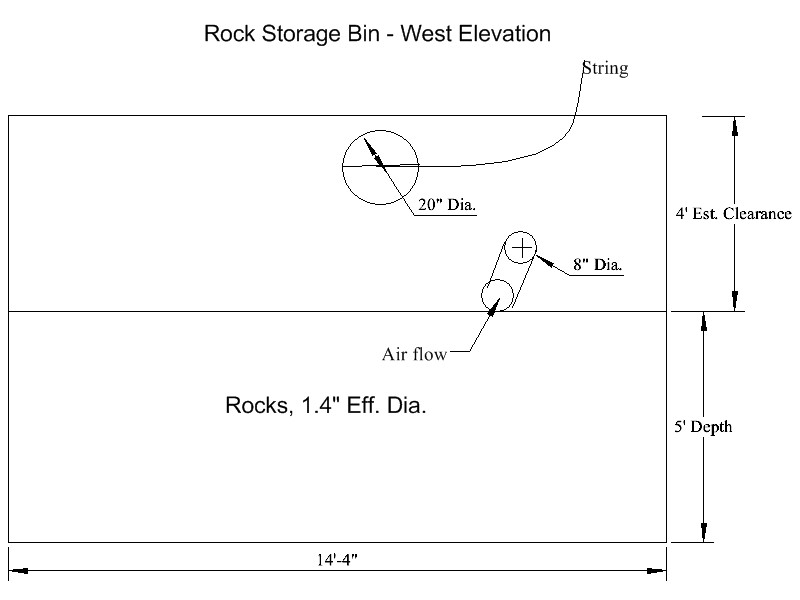 Rock Storage Bin - West Elevation
String
20" Dia.
4' Est. Clearance
8" Dia.
Air flow
Rocks, 1.4" Eff. Dia.
5' Depth
14'-4"